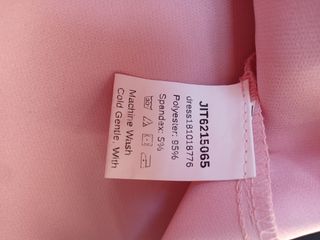 JIT6215065
dress181018776
Polyester: 95%
Spandex: 5%
Machine Wash
Cold Gentle, With